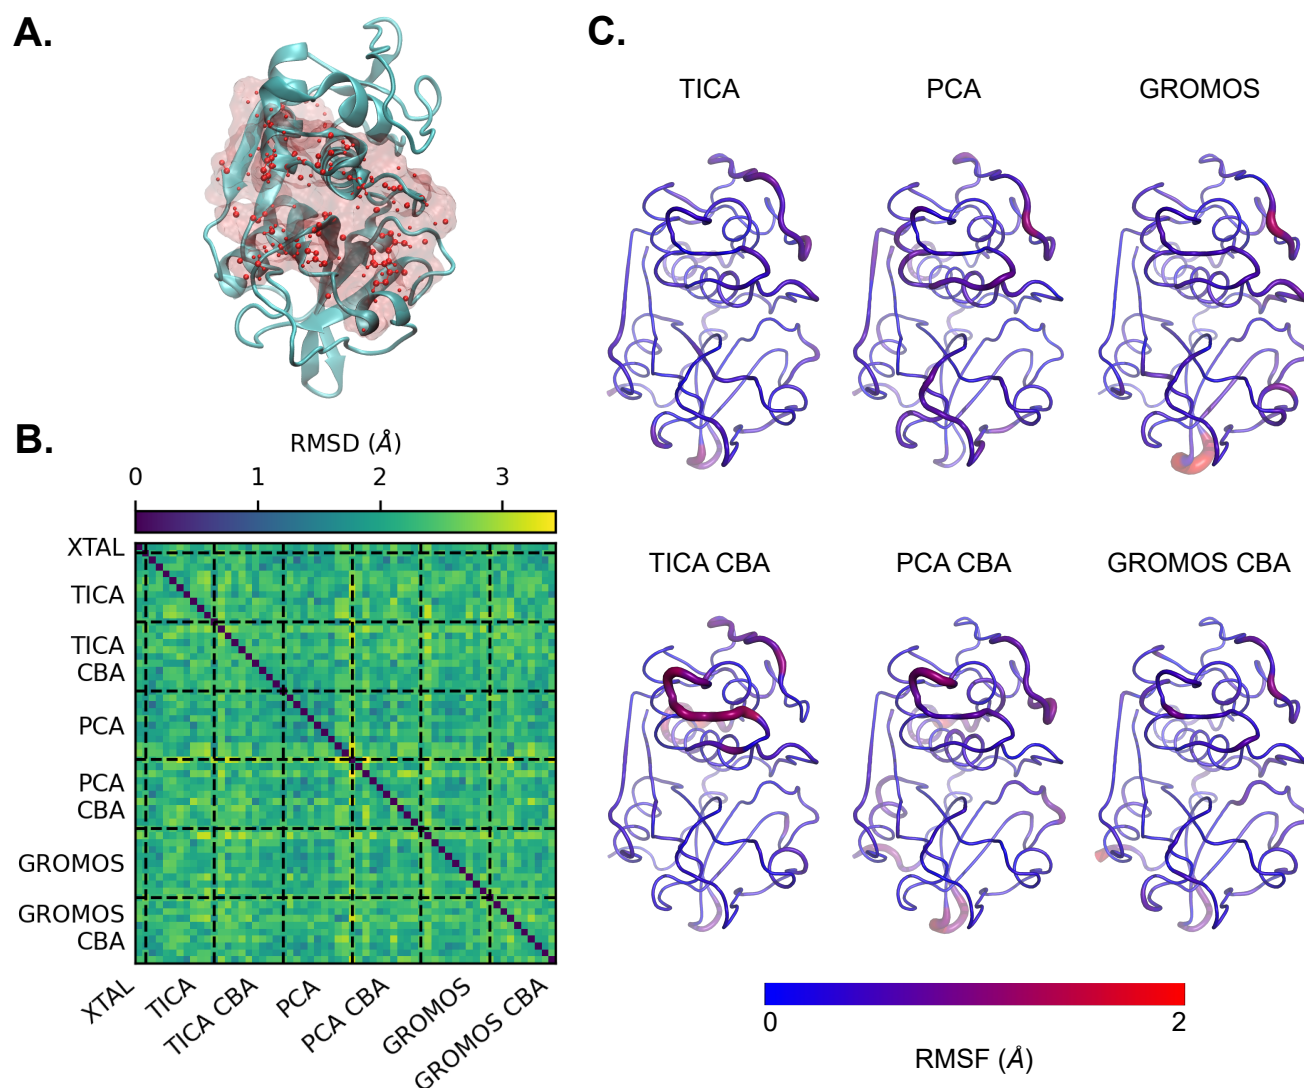 A.
C.
TICA PCA GROMOS
B.
RMSD (Å)
0 1 2 3
XTAL
TICA
TICA
CBA
PCA
PCA
CBA
GROMOS
GROMOS
CBA
XTAL TICA TICA CBA PCA PCA CBA GROMOS GROMOS CBA
TICA CBA PCA CBA GROMOS CBA
0 2
RMSF (Å)